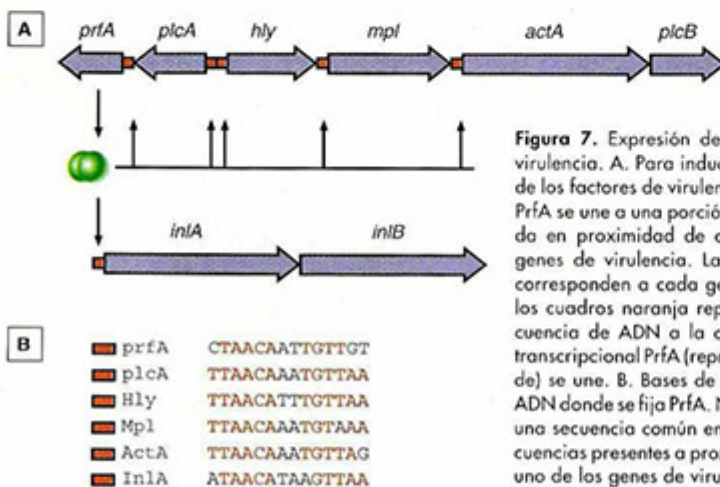 A
prfA plcA hly mpl actA plcB
inlA inlB
B
prfA CTAACAATTGTTGT
plcA TTAACAAATGTTAA
Hly TTAACATTTGTTAA
Mpl TTAACAAATGTAAA
ActA TTAACAAATGTTAG
InlA ATAACATAAGTTAA
Figura 7. Expresión de
virulencia. A. Para induc
de los factores de virulen
PrfA se une a una porción
da en proximidad de
genes de virulencia. La
corresponden a cada ge
los cuadros naranja rep
cuencia de ADN a la
transcripcional PrfA (repr
de) se une. B. Bases de
ADN donde se fija PrfA.
una secuencia común en
cuencias presentes a pro
uno de los genes de viru